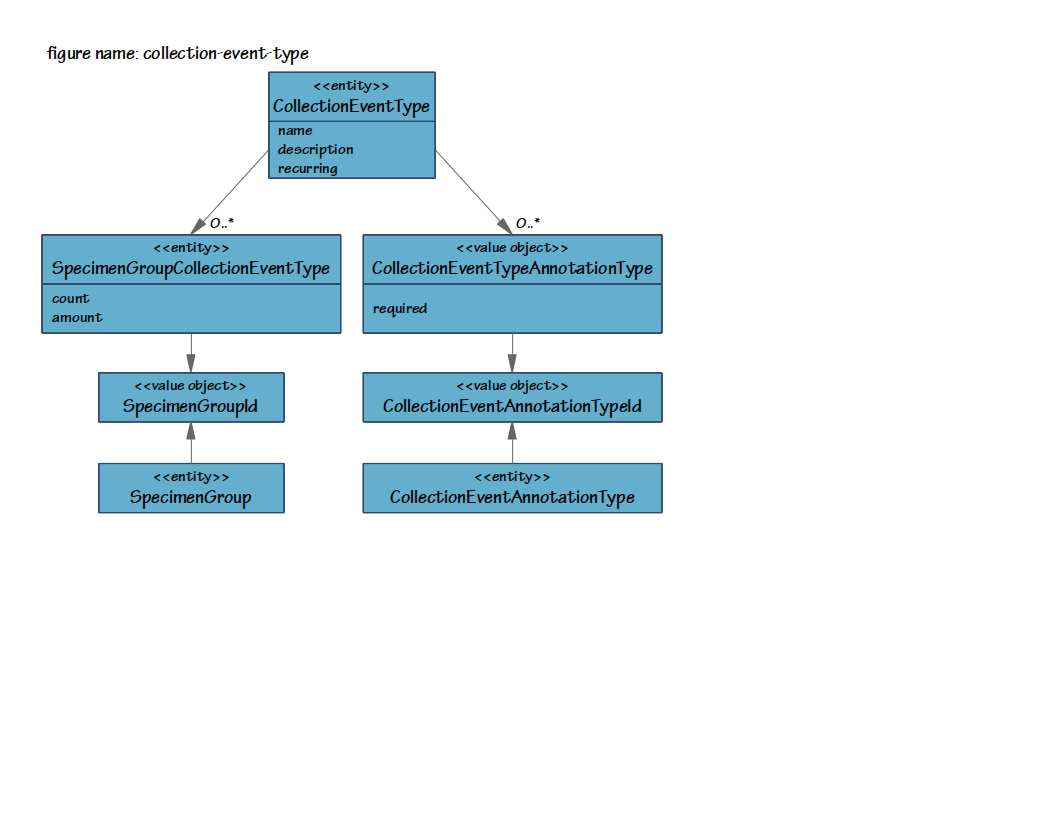 figure name: collection-event-type
<<entity>>
CollectionEventType
name
description
recurring
0..*
0..*
<<entity>>
SpecimenGroupCollectionEventType
count
amount
<<value object>>
CollectionEventTypeAnnotationType
required
<<value object>>
SpecimenGroupId
<<value object>>
CollectionEventAnnotationTypeId
<<entity>>
SpecimenGroup
<<entity>>
CollectionEventAnnotationType